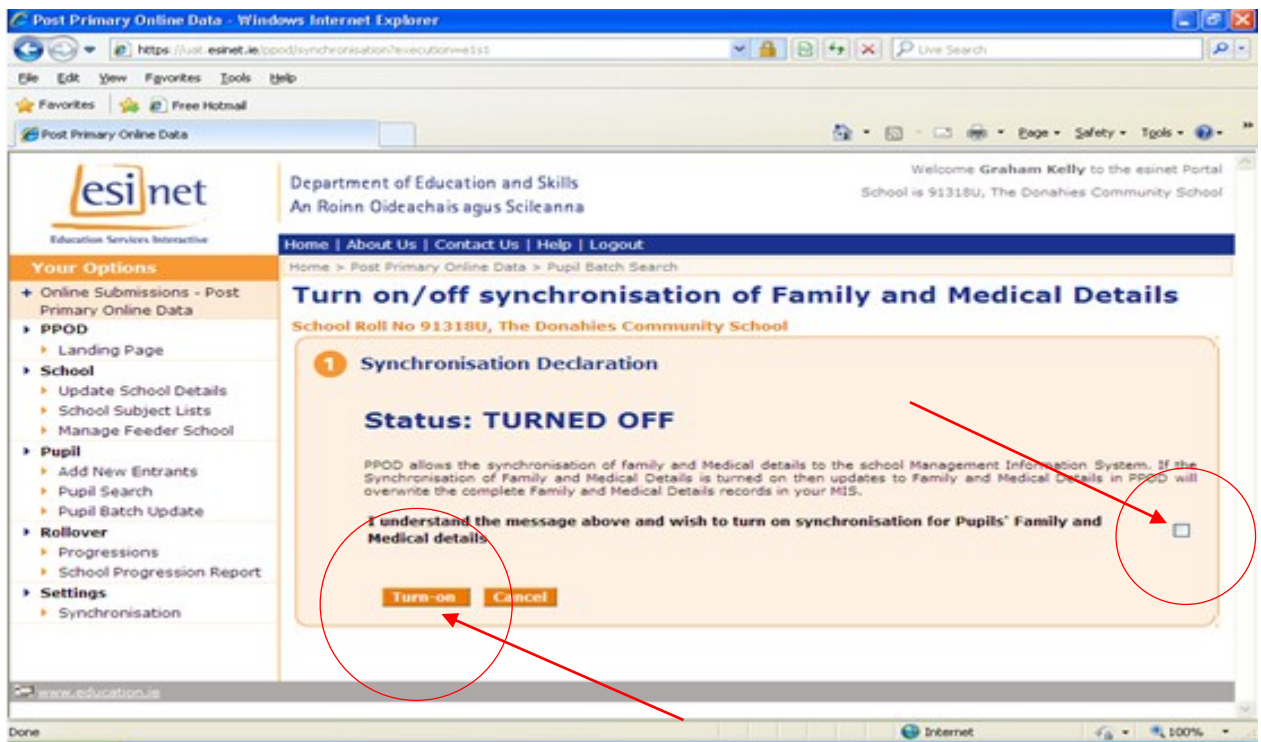 Post Primary Online Data - Windows Internet Explorer
https://uat.esinet.ie/ppod/synchronisation?execution=e1s1
Live Search
File Edit View Favorites Tools Help
Favorites Free Hotmail
Post Primary Online Data
Page Safety Tools
esinet
Education Services Interactive
Department of Education and Skills
An Roinn Oideachais agus Scileanna
Welcome Graham Kelly to the esinet Portal
School is 91318U, The Donahies Community School
Home | About Us | Contact Us | Help | Logout
Your Options
Online Submissions - Post
Primary Online Data
PPOD
Landing Page
School
Update School Details
School Subject Lists
Manage Feeder School
Pupil
Add New Entrants
Pupil Search
Pupil Batch Update
Rollover
Progressions
School Progression Report
Settings
Synchronisation
Home > Post Primary Online Data > Pupil Batch Search
Turn on/off synchronisation of Family and Medical Details
School Roll No 91318U, The Donahies Community School
1 Synchronisation Declaration
Status: TURNED OFF
PPOD allows the synchronisation of family and Medical details to the school Management Information System. If the
Synchronisation of Family and Medical Details is turned on then updates to Family and Medical Details in PPOD will
overwrite the complete Family and Medical Details records in your MIS.
I understand the message above and wish to turn on synchronisation for Pupils' Family and
Medical details
Turn-on Cancel
www.education.ie
Done Internet 100%